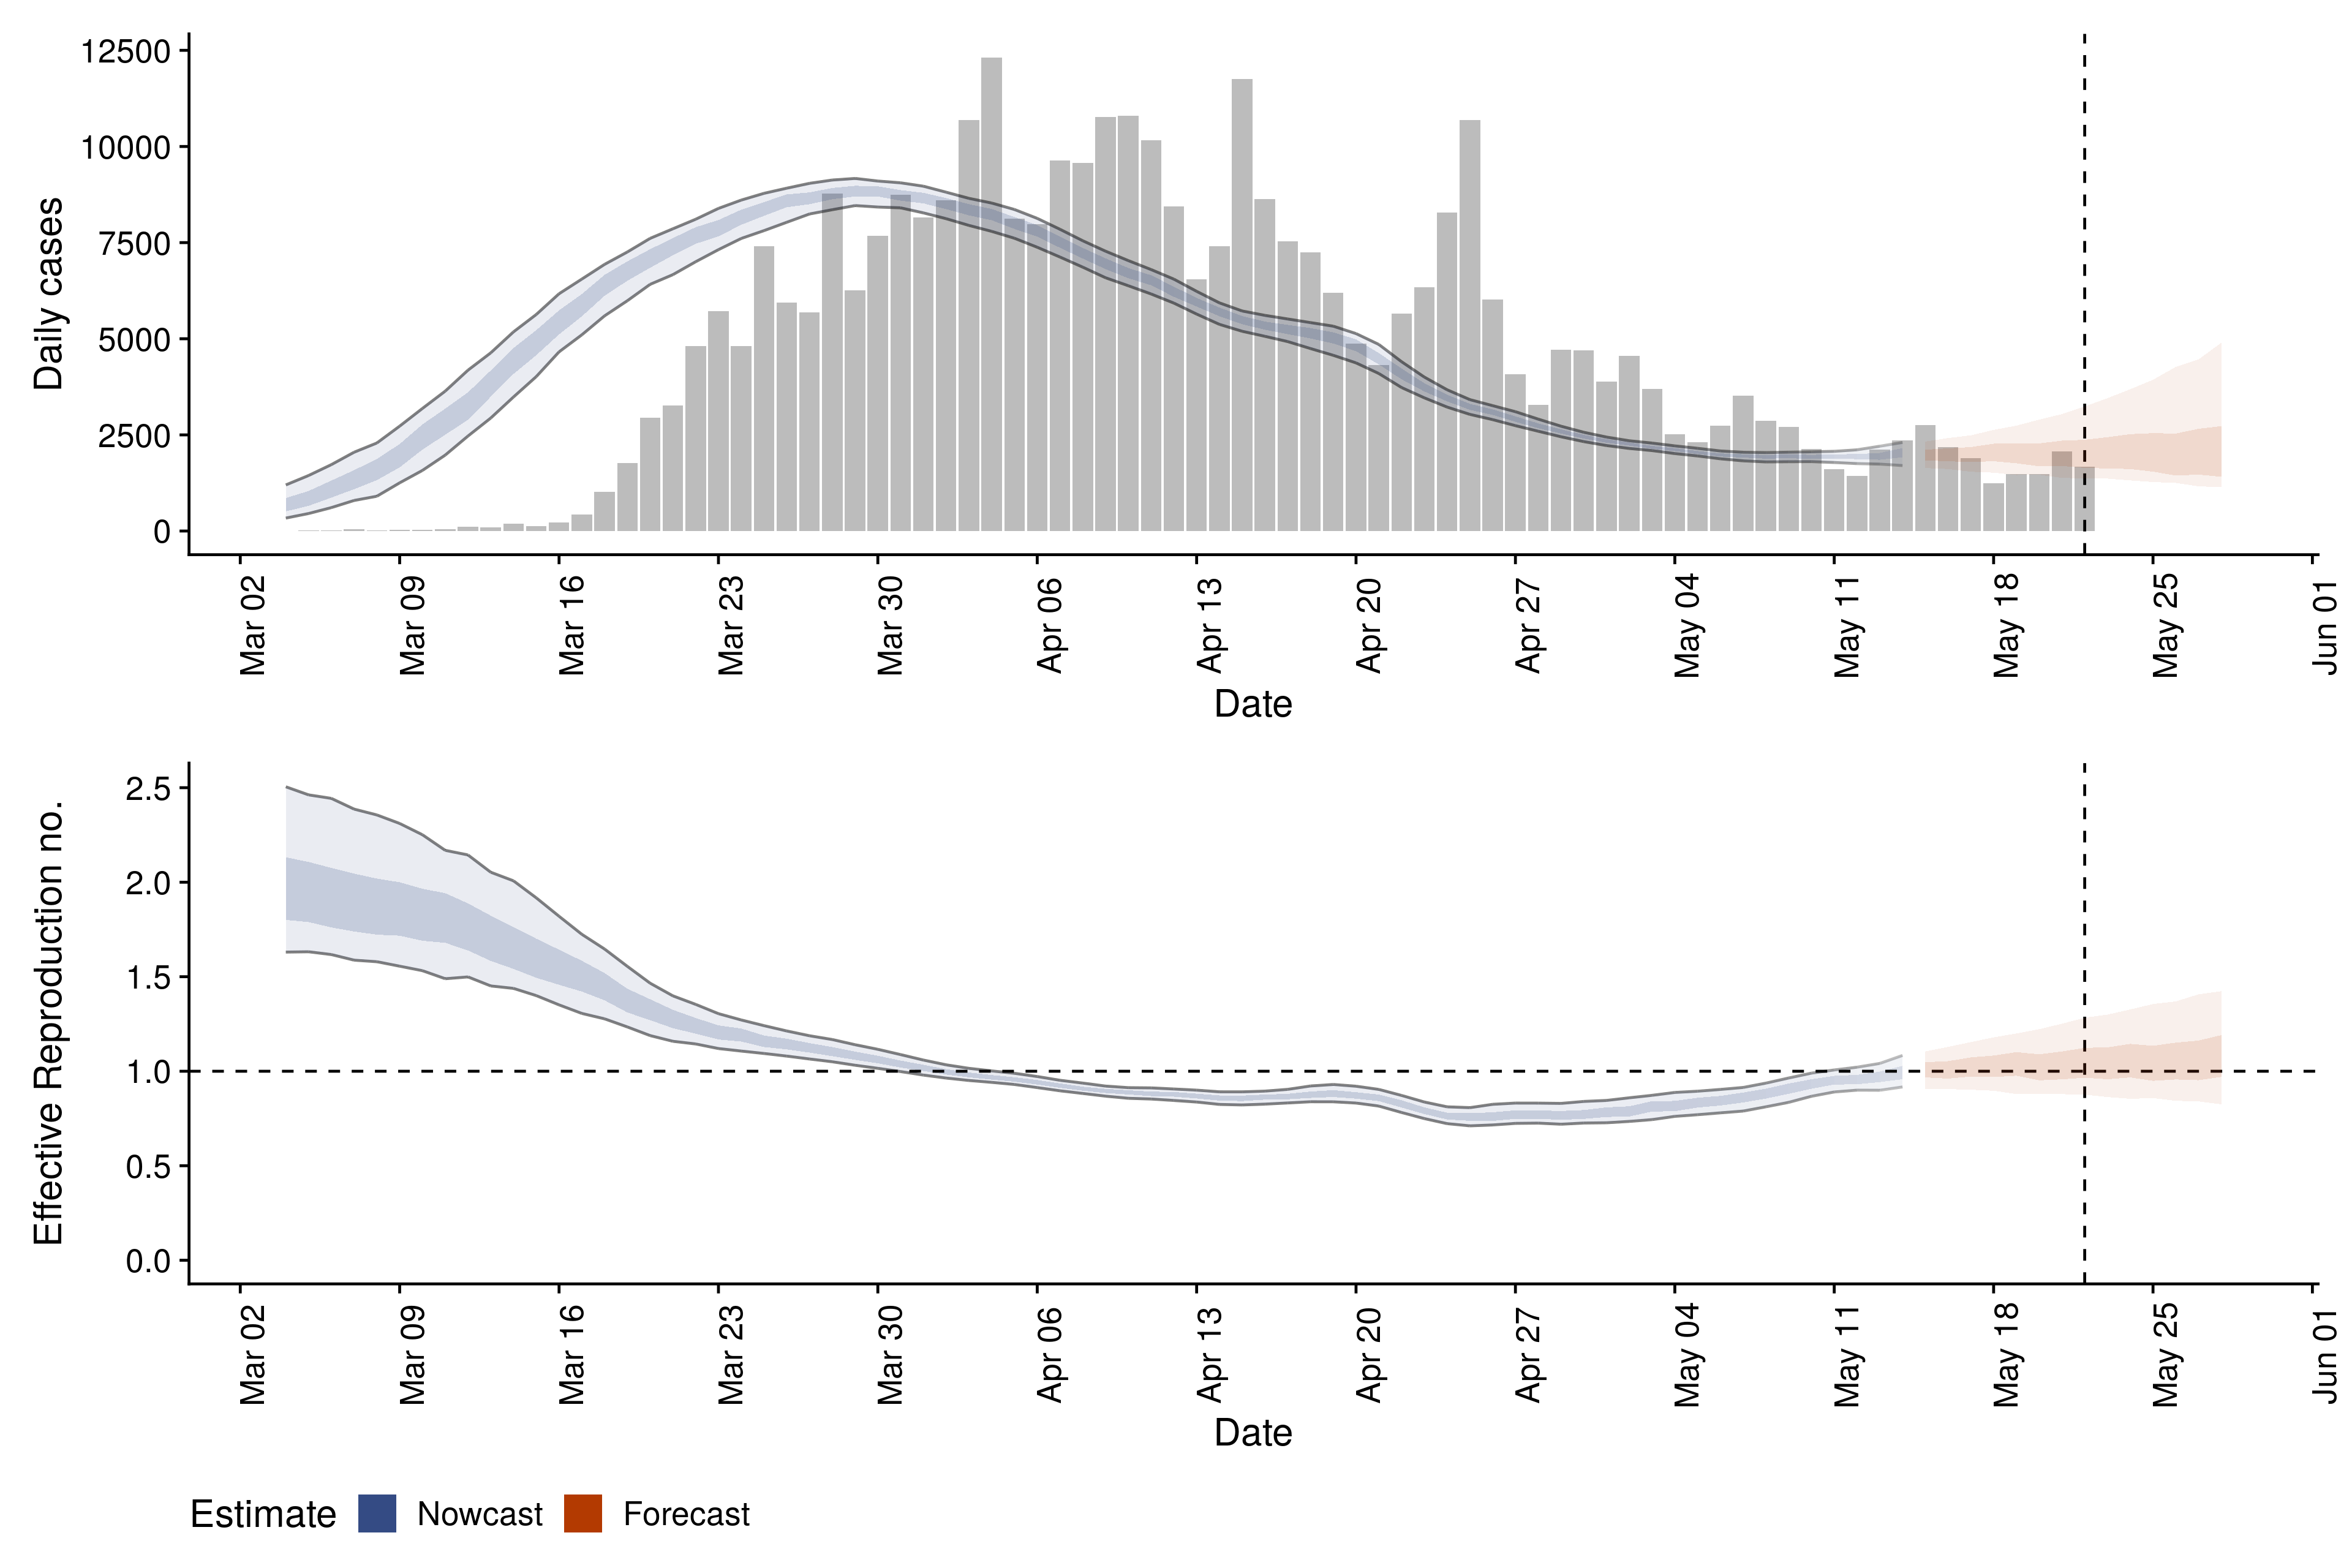 Daily cases
12500
10000
7500
5000
2500
0
Mar 02
Mar 09
Mar 16
Mar 23
Mar 30
Apr 06
Apr 13
Apr 20
Apr 27
May 04
May 11
May 18
May 25
Jun 01
Date
Effective Reproduction no.
2.5
2.0
1.5
1.0
0.5
0.0
Mar 02
Mar 09
Mar 16
Mar 23
Mar 30
Apr 06
Apr 13
Apr 20
Apr 27
May 04
May 11
May 18
May 25
Jun 01
Date
Estimate Nowcast Forecast